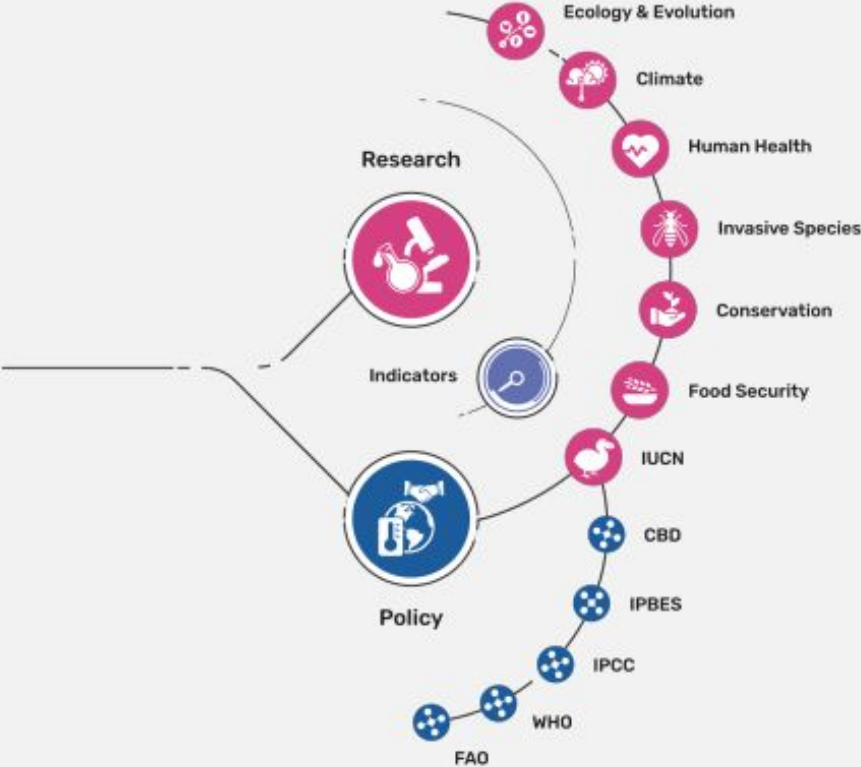 Ecology & Evolution
Climate
Human Health
Research
Invasive Species
Conservation
Indicators
Food Security
IUCN
CBD
IPBES
Policy
IPCC
WHO
FAO